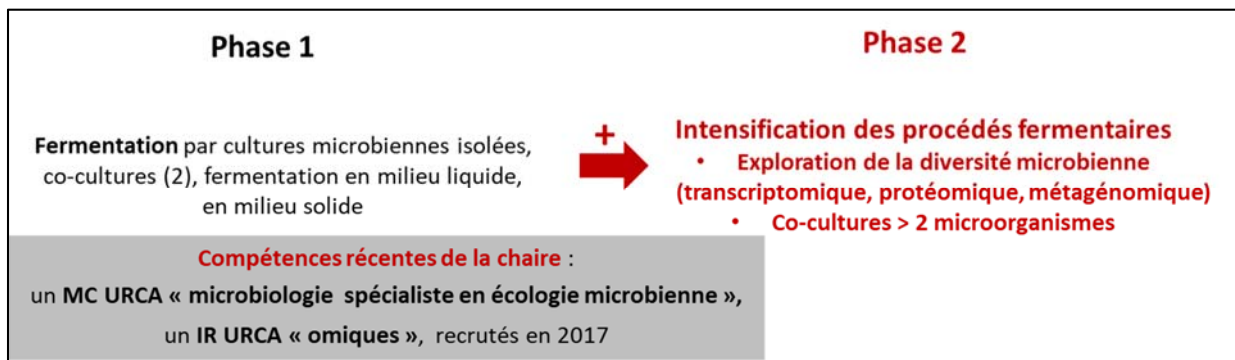 Phase 1
Fermentation par cultures microbiennes isolées,
co-cultures (2), fermentation en milieu liquide,
en milieu solide
+
Phase 2
Intensification des procédés fermentaires
• Exploration de la diversité microbienne
(transcriptomique, protéomique, métagénomique)
• Co-cultures > 2 microorganismes
Compétences récentes de la chaire :
un MC URCA « microbiologie spécialiste en écologie microbienne »,
un IR URCA « omiques », recrutés en 2017